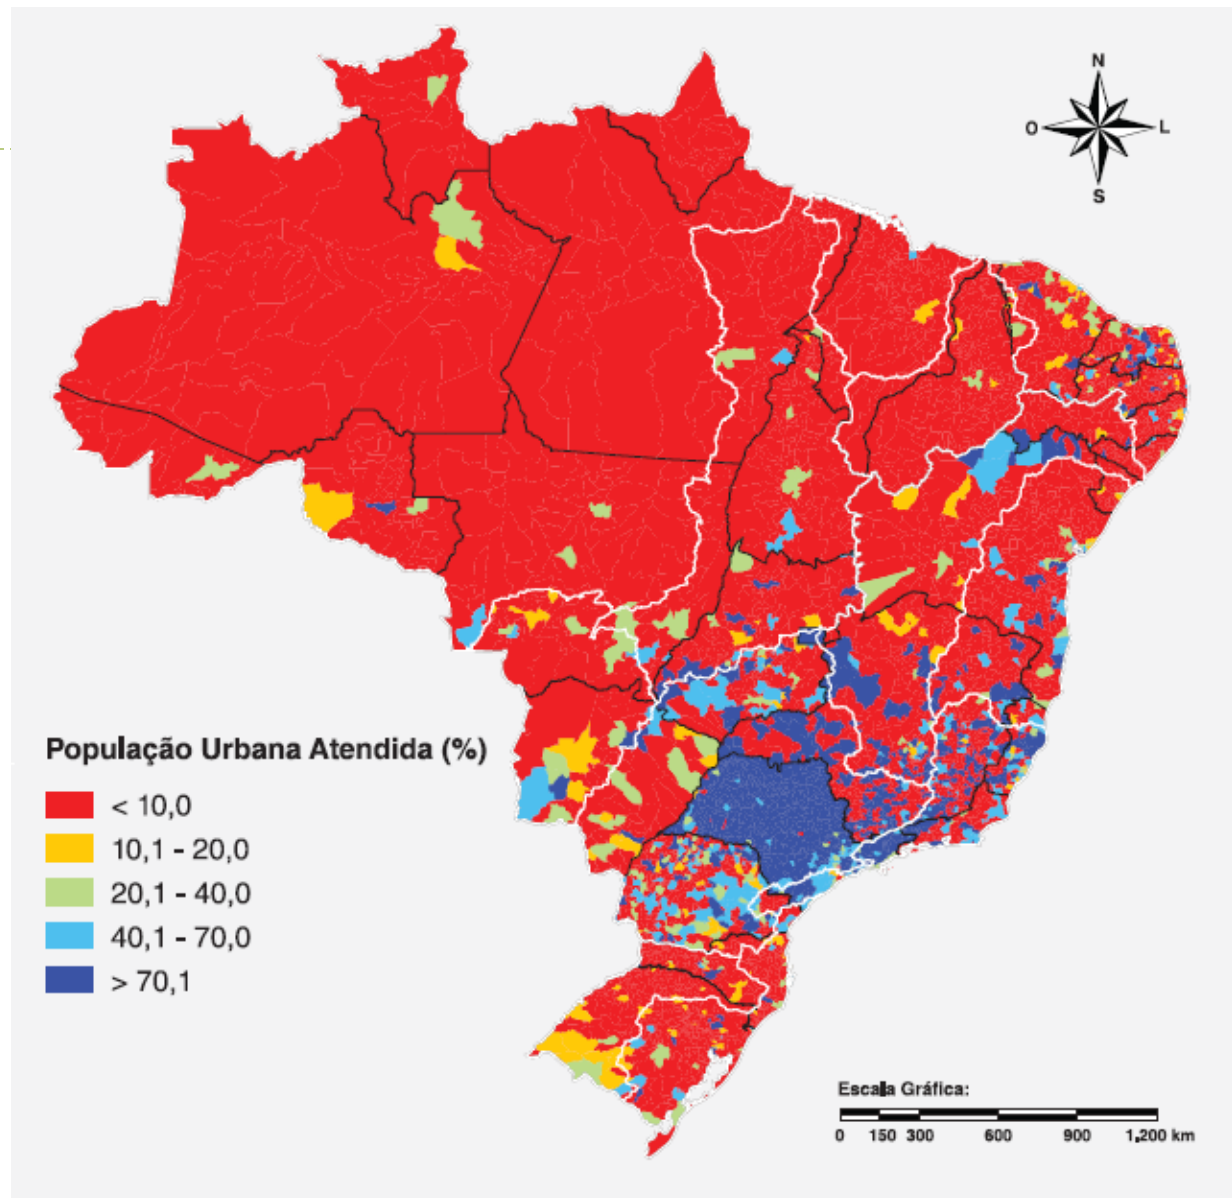 N
O L
S
População Urbana Atendida (%)
< 10,0
10,1 - 20,0
20,1 - 40,0
40,1 - 70,0
> 70,1
Escala Gráfica:
0 150 300 600 900 1.200 km